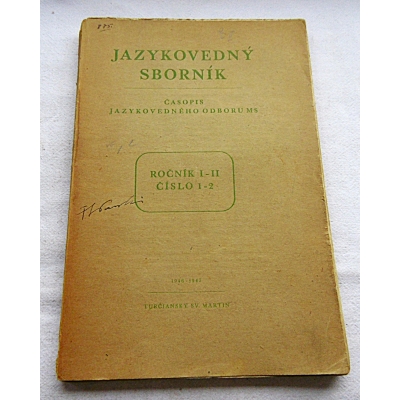 JAZYKOVEDNÝ
SBORNÍK
ČASOPIS
JAZYKOVEDNÉHO ODBORU MS
ROČNÍK I-II
ČÍSLO 1-2
TURČIANSKY SV. MARTIN